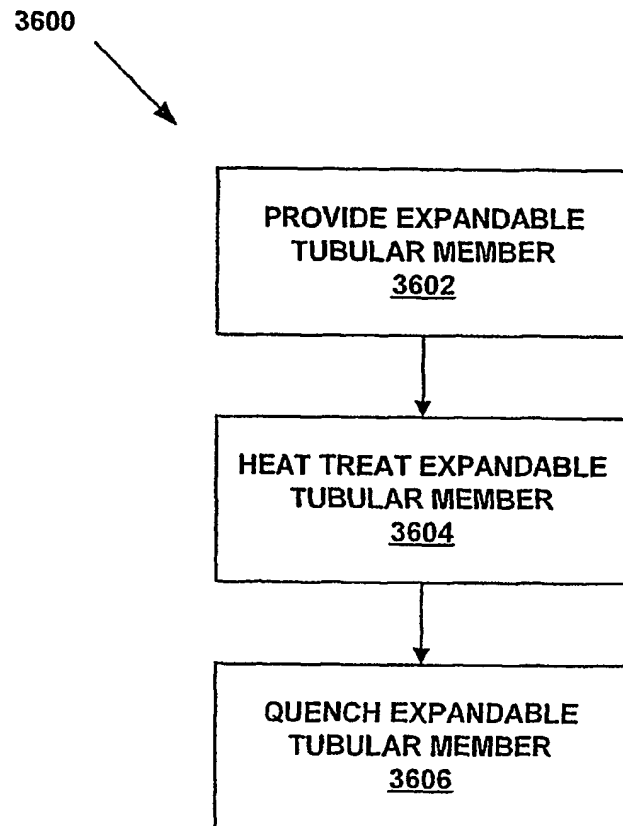 3600
PROVIDE EXPANDABLE
TUBULAR MEMBER
3602
HEAT TREAT EXPANDABLE
TUBULAR MEMBER
3604
QUENCH EXPANDABLE
TUBULAR MEMBER
3606